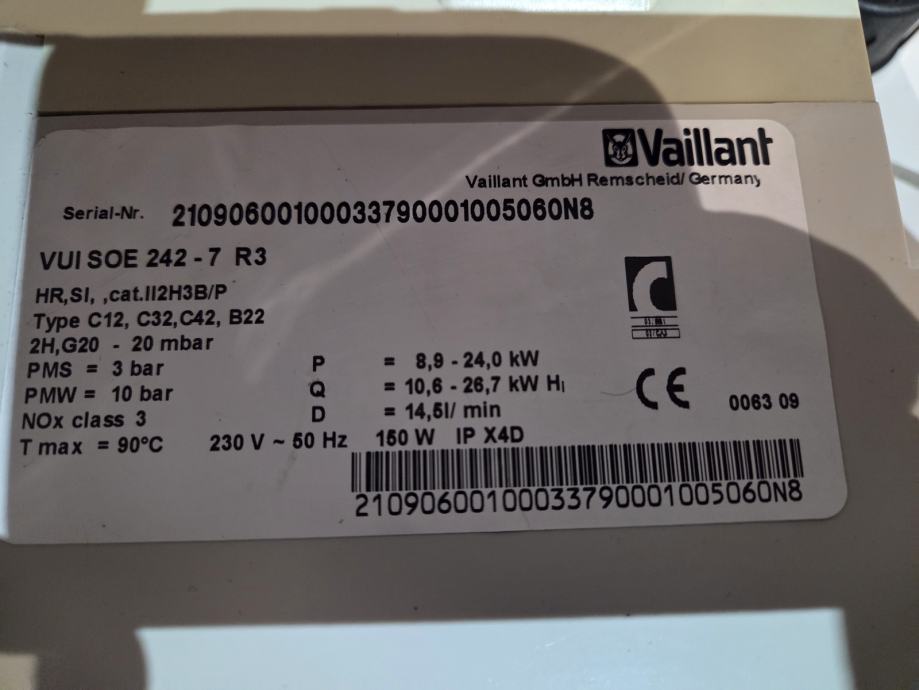 Vaillant
Vaillant GmbH Remscheid/ Germany
Serial-Nr. 21090600100033790001005060N8
VUI SOE 242 - 7 R3
HR,SI, ,cat.II2H3B/P
Type C12, C32,C42, B22
2H,G20 - 20 mbar
PMS = 3 bar P = 8,9 - 24,0 kW
PMW = 10 bar Q = 10,6 - 26,7 kW Hi
NOx class 3 D = 14,5l/ min
T max = 90°C 230 V ~ 50 Hz 150 W IP X4D
CE 0063 09
21090600100033790001005060N8